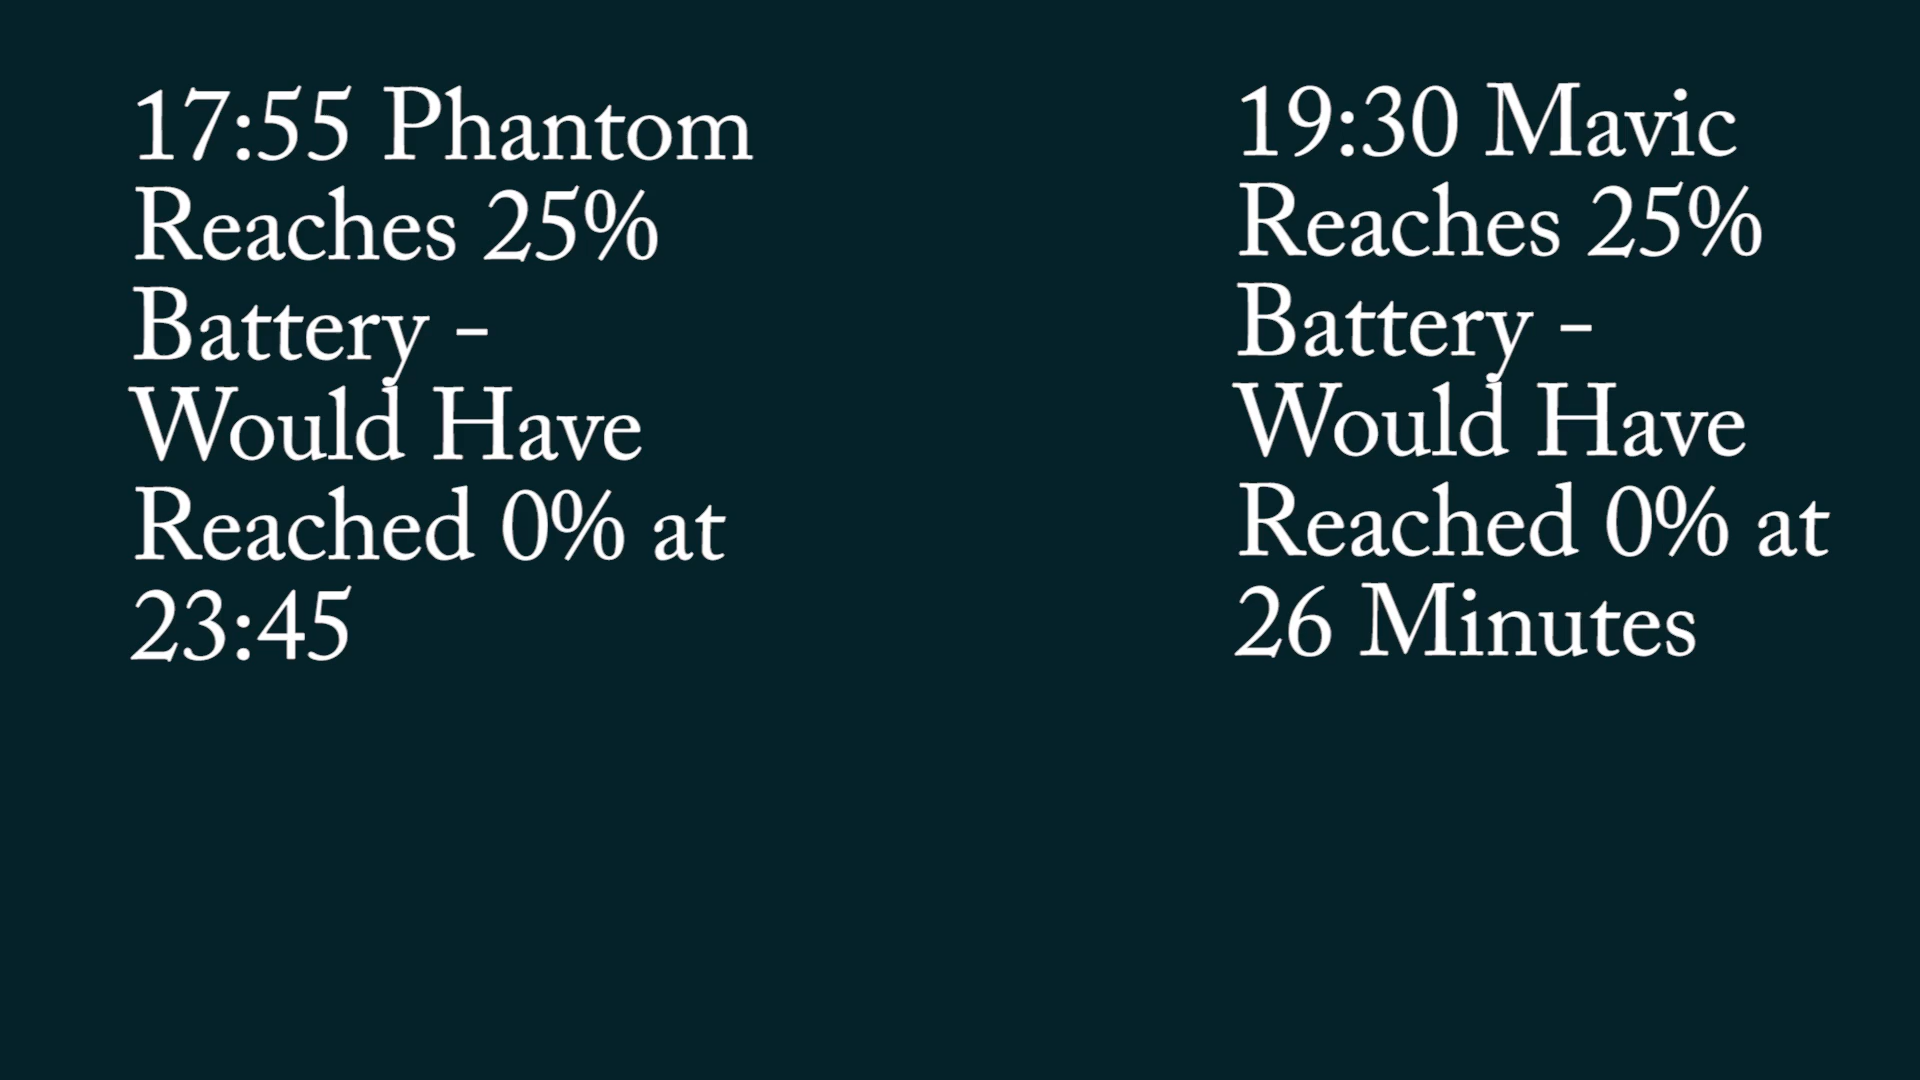 17:55 Phantom
Reaches 25%
Battery -
Would Have
Reached 0% at
23:45
19:30 Mavic
Reaches 25%
Battery -
Would Have
Reached 0% at
26 Minutes